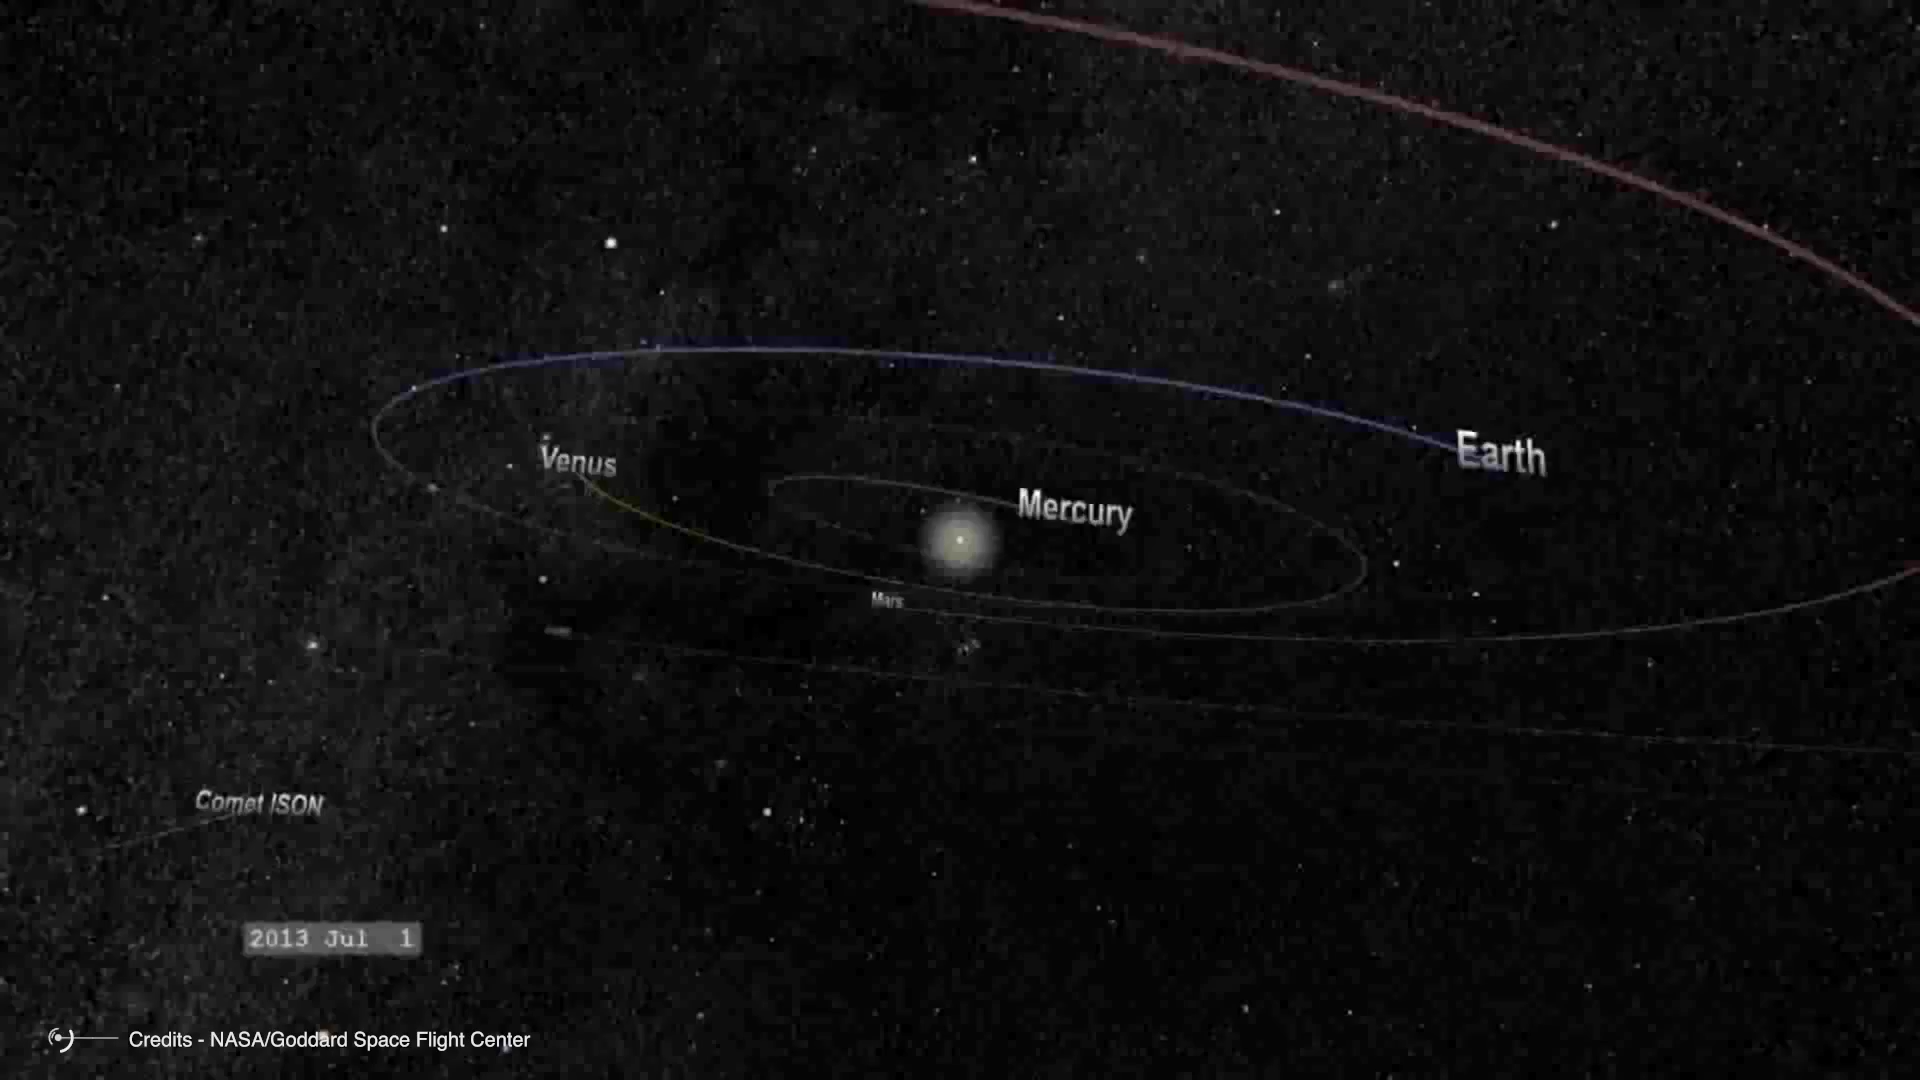 Earth
Venus
Mercury
Mars
Comet ISON
2013 Jul 1
Credits - NASA/Goddard Space Flight Center